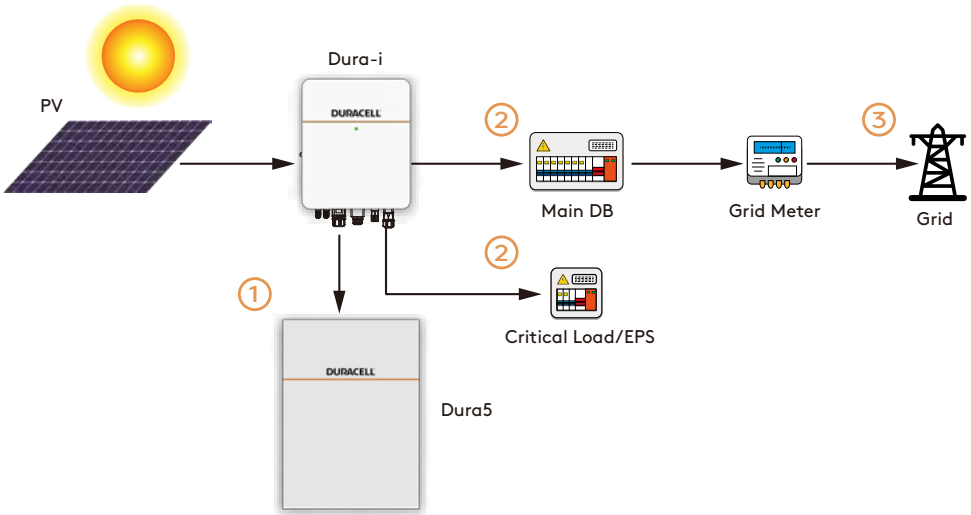 Dura-i
PV
DURACELL
2
3
Main DB
Grid Meter
Grid
2
1
Critical Load/EPS
DURACELL
Dura5